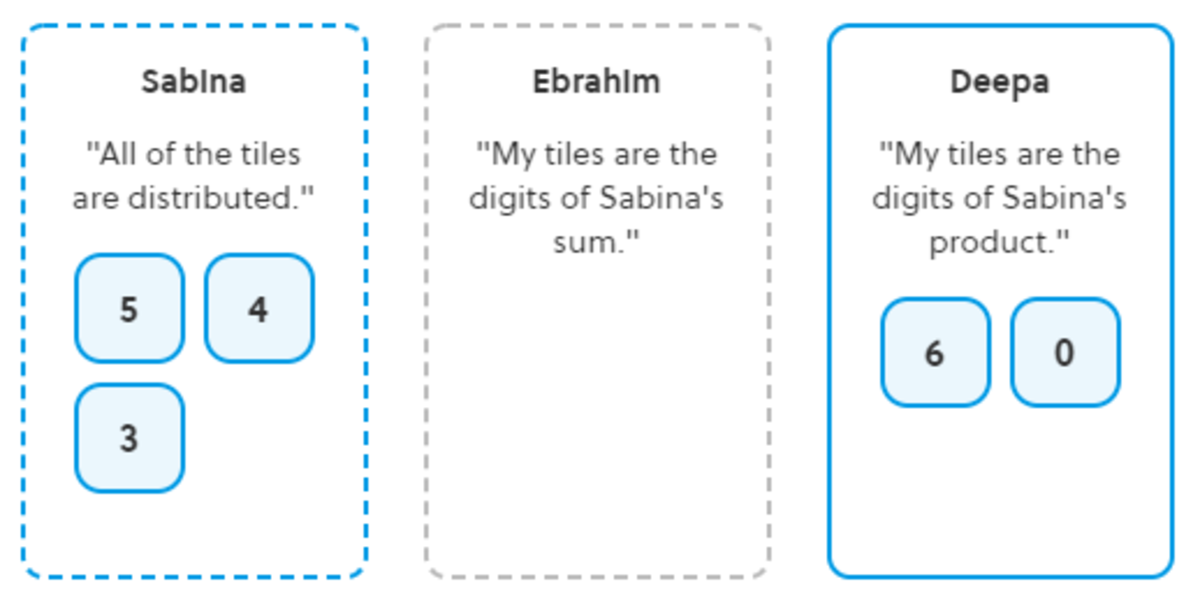 Sabina
"All of the tiles
are distributed."
5 4
3
Ebrahim
"My tiles are the
digits of Sabina's
sum."
Deepa
"My tiles are the
digits of Sabina's
product."
6 0